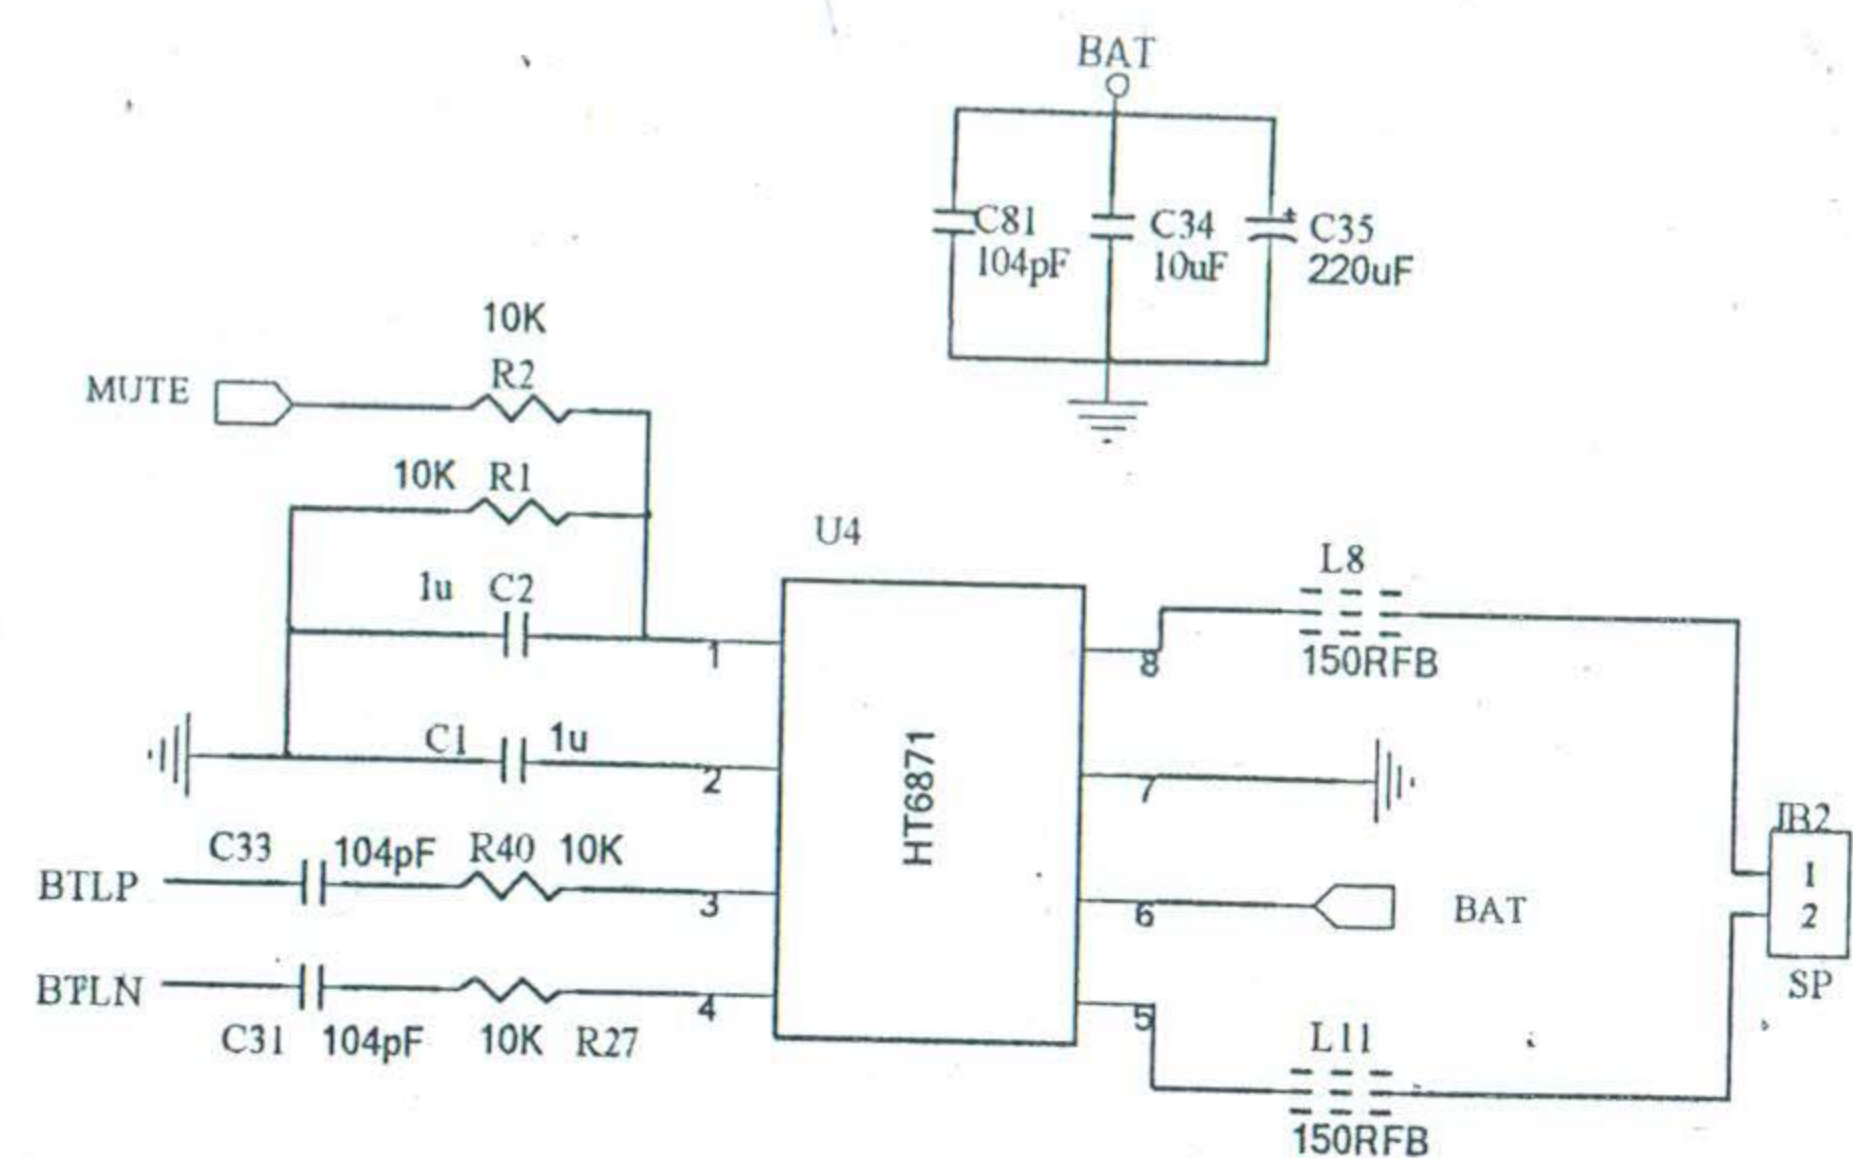 BAT
C81
104pF
C34
10uF
C35
220uF
10K
R2
MUTE
10K R1
U4
1u C2
1
C1 1u
2
C33 104pF R40 10K
BTLP
3
BTLN
4
C31 104pF 10K R27
HT6871
L8
150RFB
8
7
6
BAT
5
L11
150RFB
JB2
1
2
SP